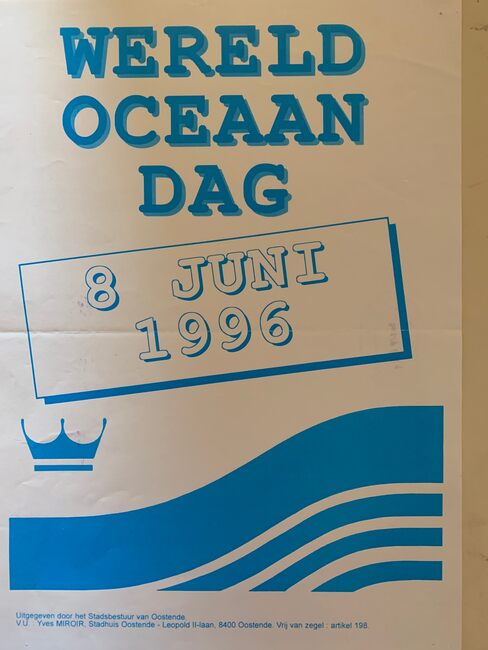 WERELD
OCEAAN
DAG
8 JUNI
1996
Uitgegeven door het Stadsbestuur van Oostende.
V.U. Yves MIROIR, Stadhuis Oostende - Leopold II-laan, 8400 Oostende. Vrij van zegel : artikel 198.